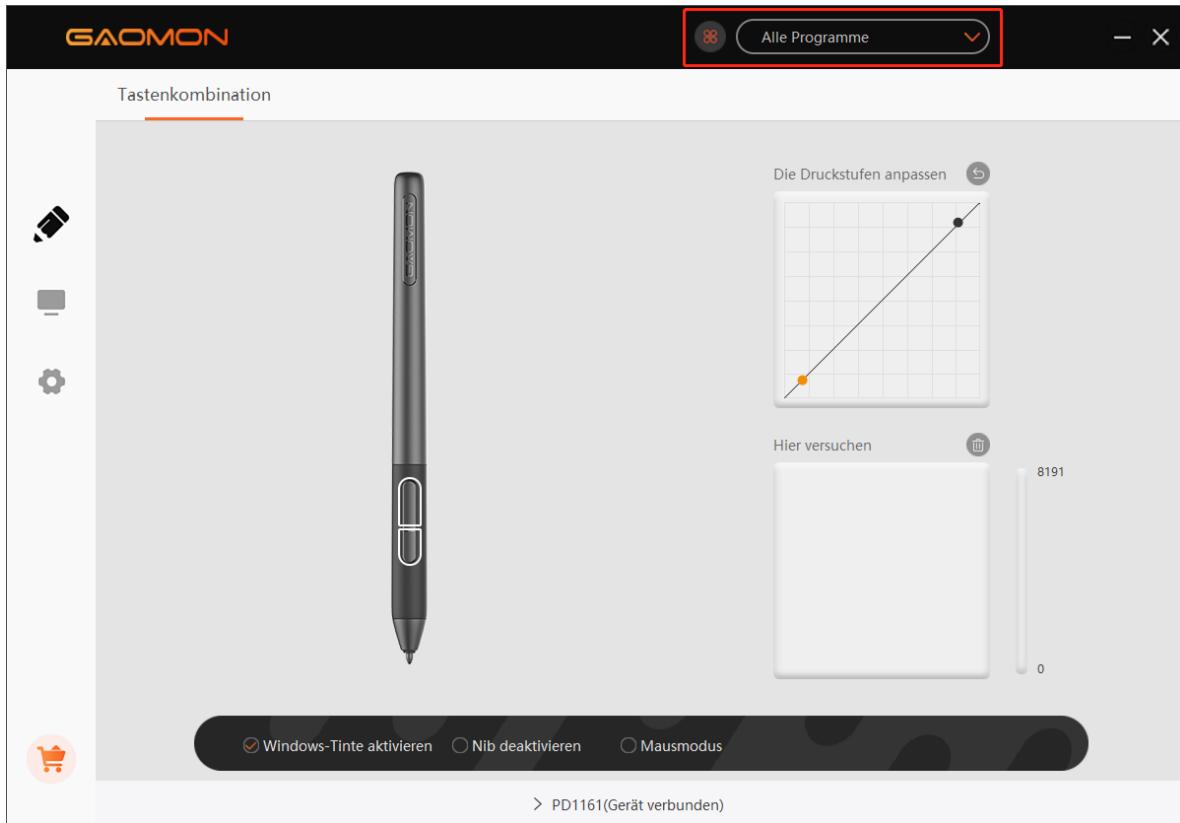 GAOMON
Alle Programme
Tastenkombination
Die Druckstufen anpassen
GAOMON
Hier versuchen
8191
0
Windows-Tinte aktivieren
Nib deaktivieren
Mausmodus
PD1161(Gerät verbunden)